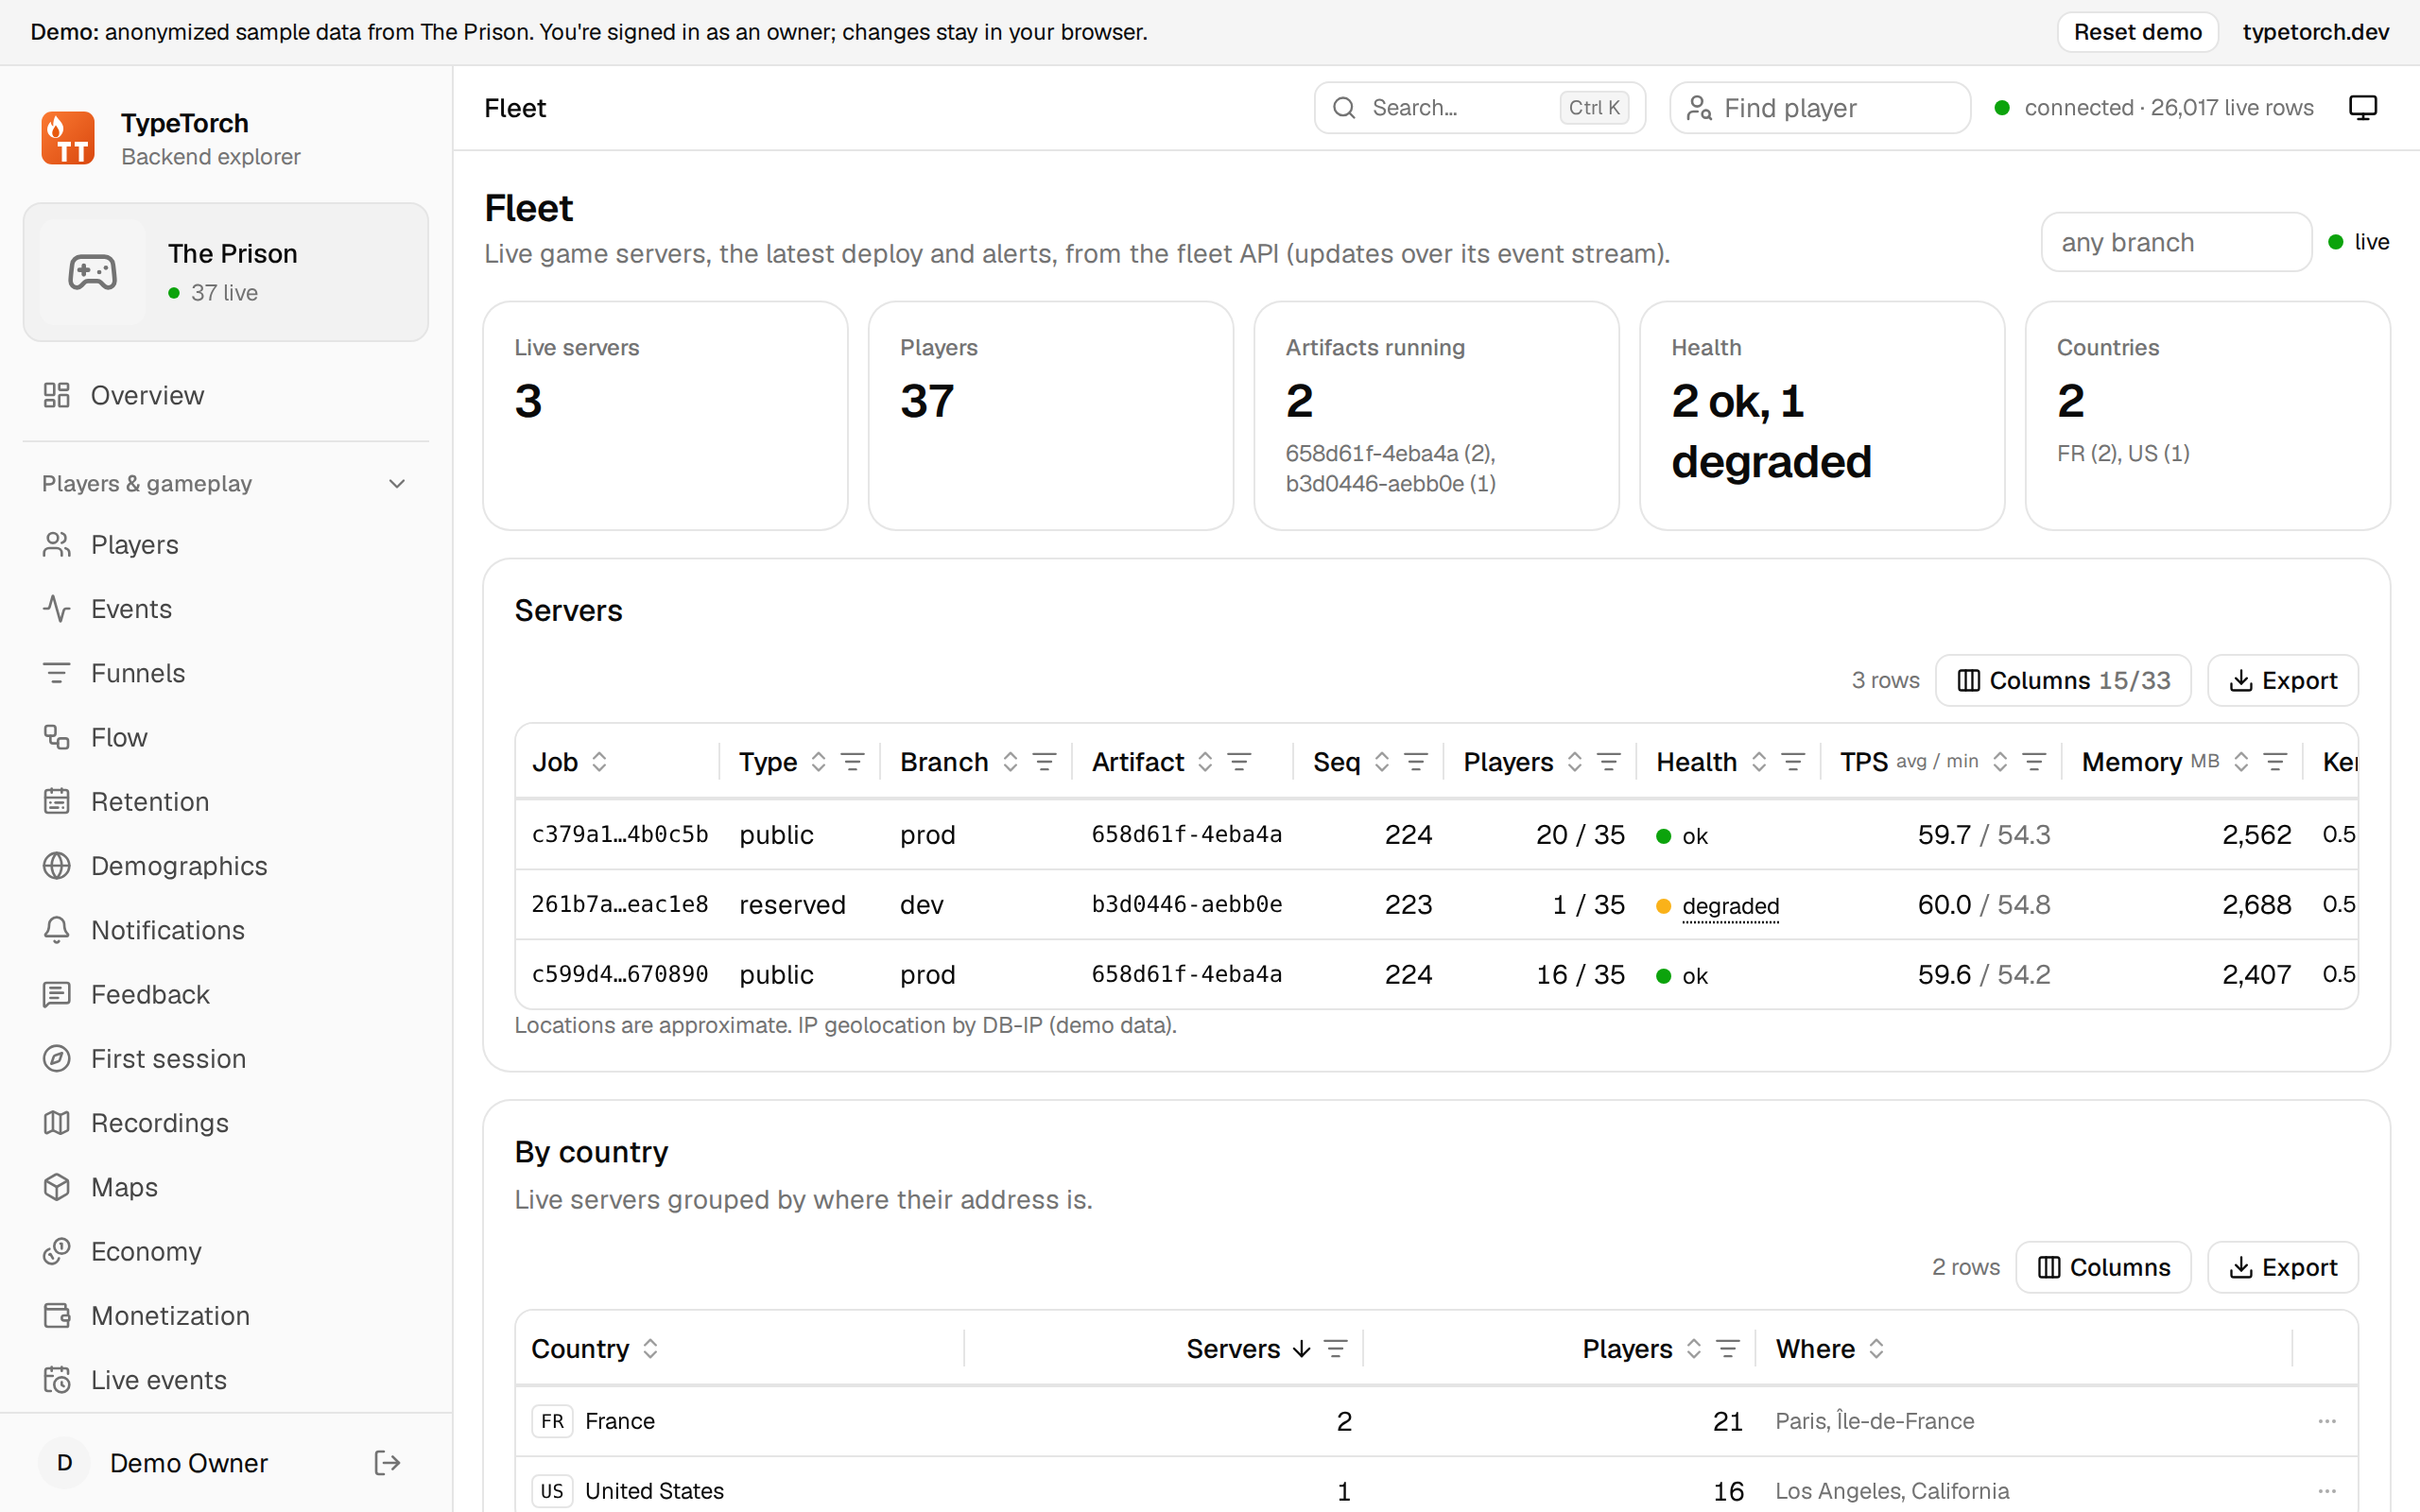 Demo: anonymized sample data from The Prison. You're signed in as an owner; changes stay in your browser.
Reset demo
typetorch.dev
TT
TypeTorch
Backend explorer
The Prison
37 live
Overview
Players & gameplay
Players
Events
Funnels
Flow
Retention
Demographics
Notifications
Feedback
First session
Recordings
Maps
Economy
Monetization
Live events
D
Demo Owner
Fleet
Search...
Ctrl K
Find player
connected · 26,017 live rows
Fleet
Live game servers, the latest deploy and alerts, from the fleet API (updates over its event stream).
any branch
live
Live servers
3
Players
37
Artifacts running
2
658d61f-4eba4a (2),
b3d0446-aebb0e (1)
Health
2 ok, 1
degraded
Countries
2
FR (2), US (1)
Servers
3 rows
Columns 15/33
Export
Job Type Branch Artifact Seq Players Health TPS avg / min Memory MB Ker
c379a1…4b0c5b public prod 658d61f-4eba4a 224 20 / 35 ok 59.7 / 54.3 2,562 0.5
261b7a…eac1e8 reserved dev b3d0446-aebb0e 223 1 / 35 degraded 60.0 / 54.8 2,688 0.5
c599d4…670890 public prod 658d61f-4eba4a 224 16 / 35 ok 59.6 / 54.2 2,407 0.5
Locations are approximate. IP geolocation by DB-IP (demo data).
By country
Live servers grouped by where their address is.
2 rows
Columns
Export
Country Servers Players Where
FR France 2 21 Paris, Île-de-France
US United States 1 16 Los Angeles, California